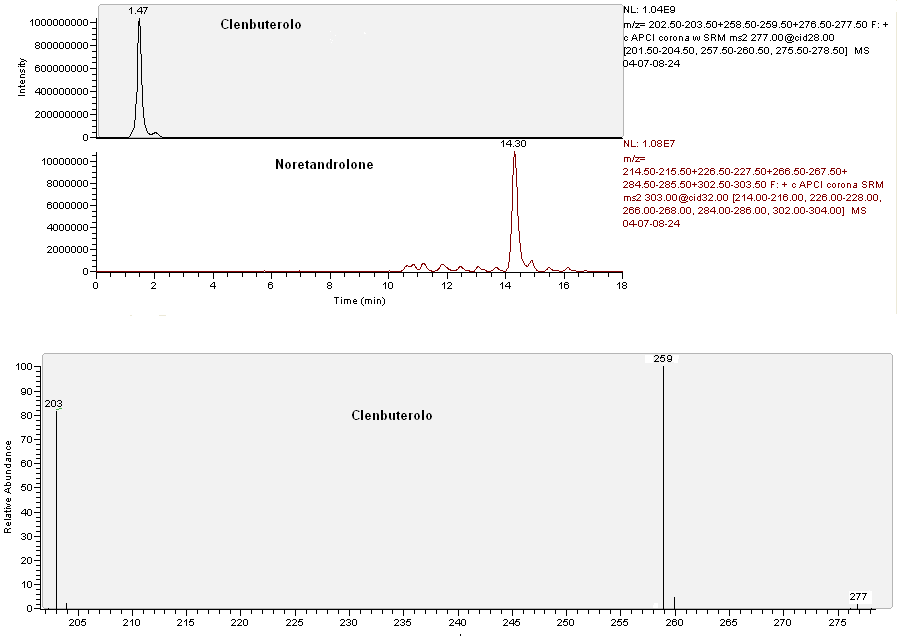 1.47
Clenbuterolo
1000000000
800000000
600000000
400000000
200000000
0
Intensity
NL: 1.04E9
m/z= 202.50-203.50+258.50-259.50+276.50-277.50 F: +
c APCI corona w SRM ms2 277.00@cid28.00
[201.50-204.50, 257.50-260.50, 275.50-278.50] MS
04-07-08-24
14.30
Noretandrolone
10000000
8000000
6000000
4000000
2000000
0
NL: 1.08E7
m/z=
214.50-215.50+226.50-227.50+266.50-267.50+
284.50-285.50+302.50-303.50 F: + c APCI corona SRM
ms2 303.00@cid32.00 [214.00-216.00, 226.00-228.00,
266.00-268.00, 284.00-286.00, 302.00-304.00] MS
04-07-08-24
0 2 4 6 8 10 12 14 16 18
Time (min)
259
203
Clenbuterolo
277
100
90
80
70
60
50
40
30
20
10
0
Relative Abundance
205 210 215 220 225 230 235 240 245 250 255 260 265 270 275